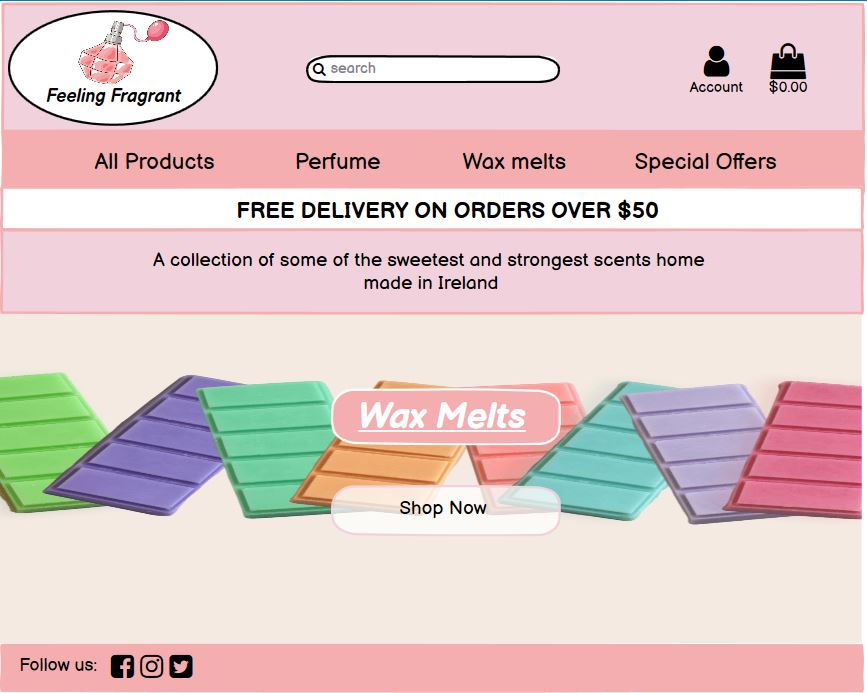 Feeling Fragrant
search
Account
$0.00
All Products
Perfume
Wax melts
Special Offers
FREE DELIVERY ON ORDERS OVER $50
A collection of some of the sweetest and strongest scents home
made in Ireland
Wax Melts
Shop Now
Follow us: